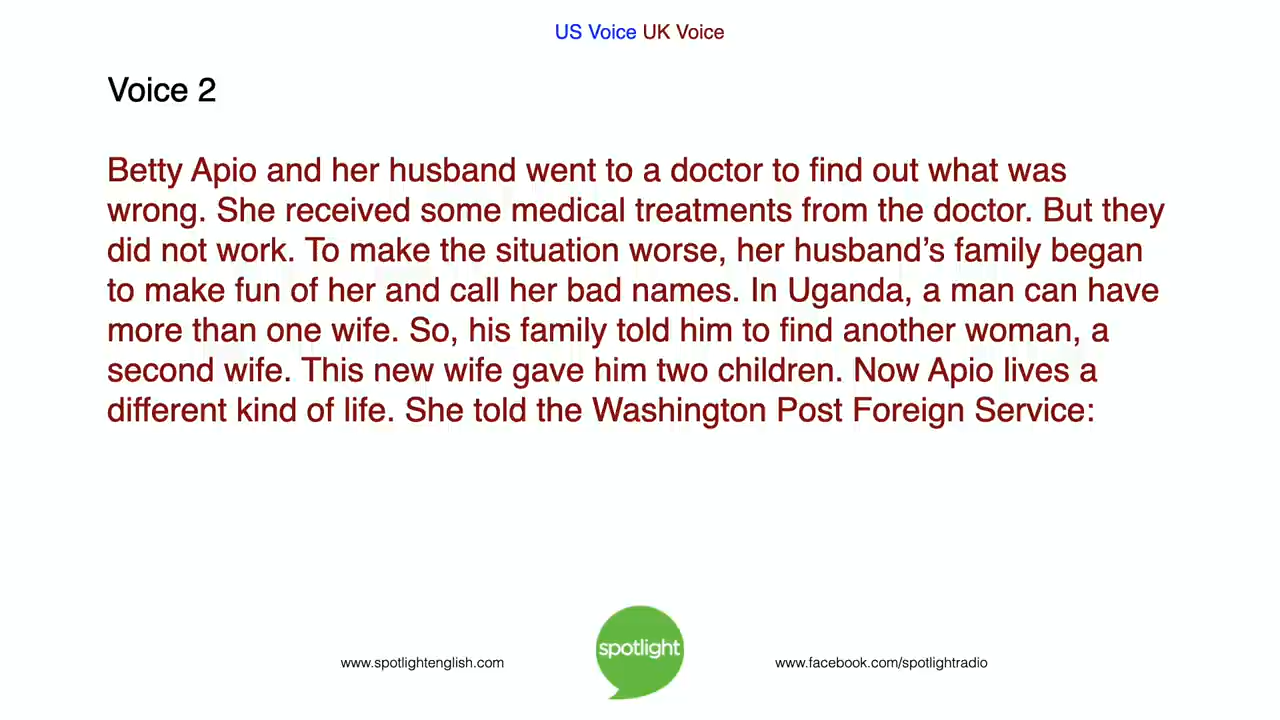 US Voice UK Voice
Voice 2
Betty Apio and her husband went to a doctor to find out what was
wrong. She received some medical treatments from the doctor. But they
did not work. To make the situation worse, her husband’s family began
to make fun of her and call her bad names. In Uganda, a man can have
more than one wife. So, his family told him to find another woman, a
second wife. This new wife gave him two children. Now Apio lives a
different kind of life. She told the Washington Post Foreign Service:
www.spotlightenglish.com
spotlight
www.facebook.com/spotlightradio